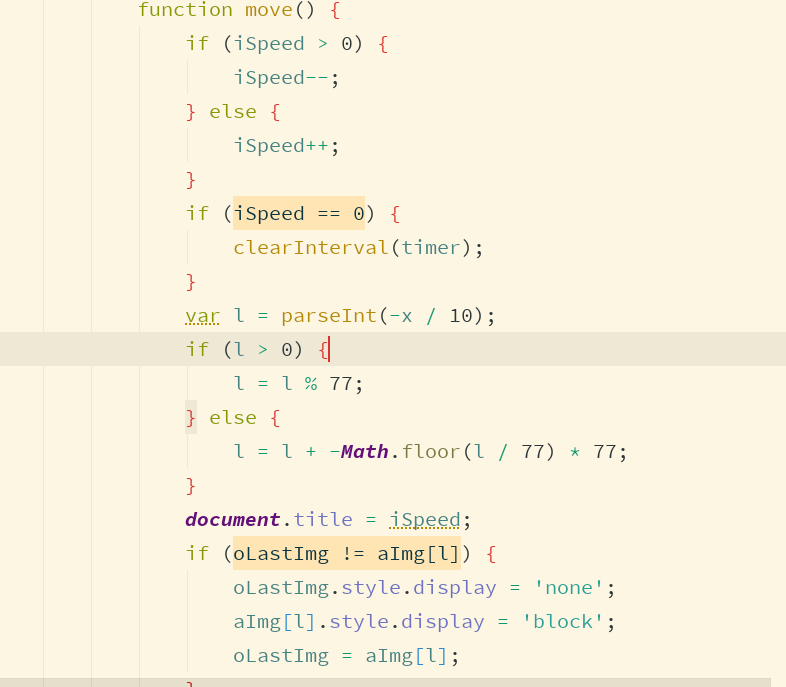 function move() {
if (iSpeed > 0) {
iSpeed--;
} else {
iSpeed++;
}
if (iSpeed == 0) {
clearInterval(timer);
}
var l = parseInt(-x / 10);
if (l > 0) {
l = l % 77;
} else {
l = l + -Math.floor(l / 77) * 77;
}
document.title = iSpeed;
if (oLastImg != aImg[l]) {
oLastImg.style.display = 'none';
aImg[l].style.display = 'block';
oLastImg = aImg[l];
}